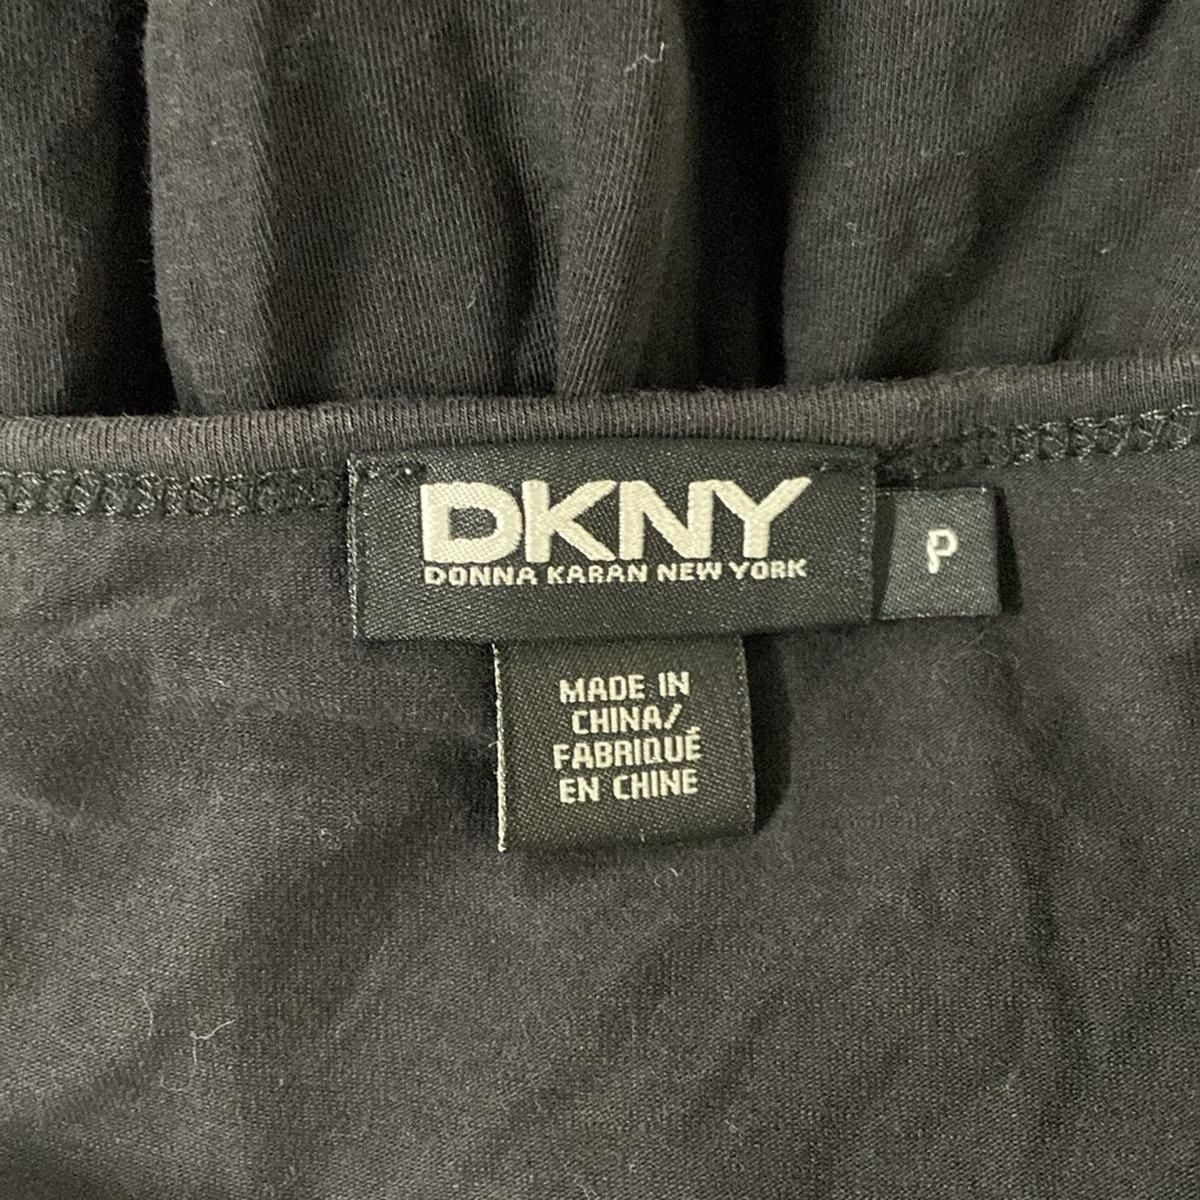 DKNY
DONNA KARAN NEW YORK
P
MADE IN
CHINA/
FABRIQUÉ
EN CHINE